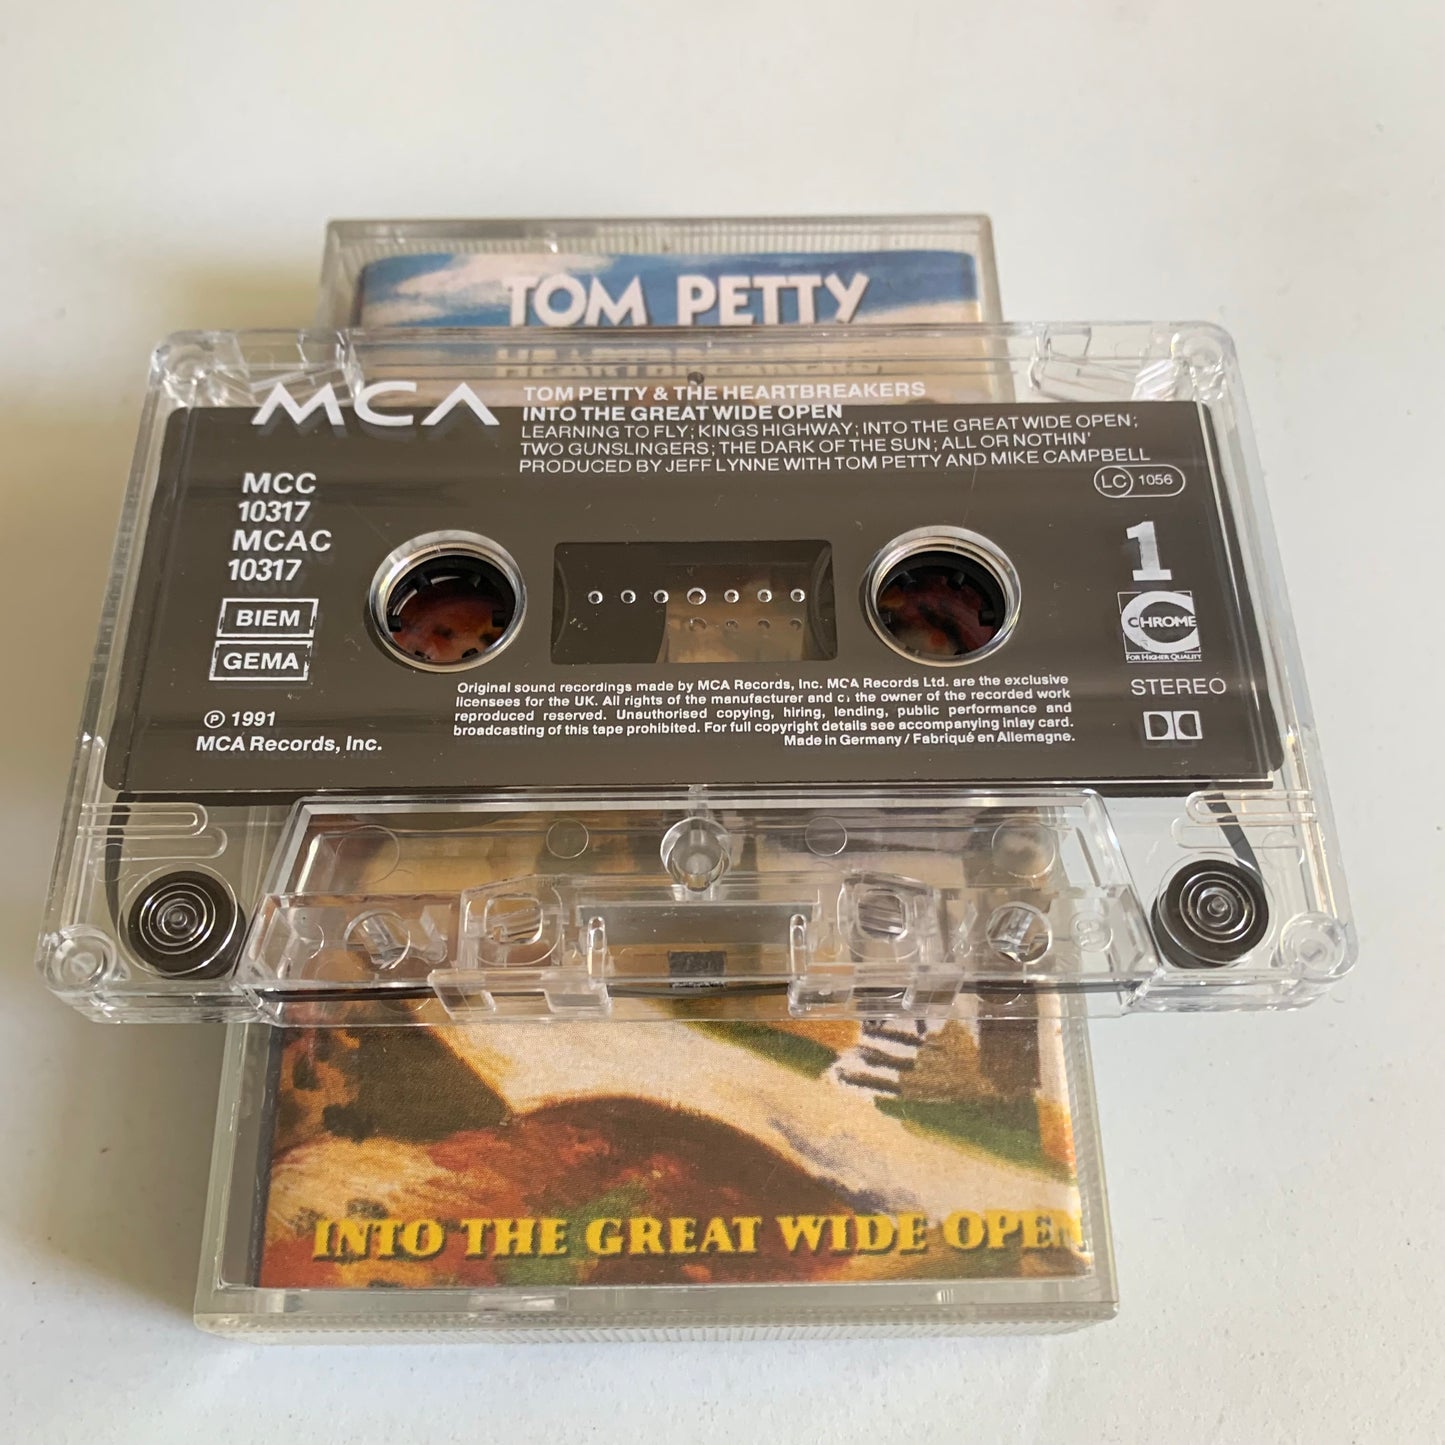 TOM PETTY
HEARTBREAKERS
MCA
TOM PETTY & THE HEARTBREAKERS
INTO THE GREAT WIDE OPEN
LEARNING TO FLY; KINGS HIGHWAY; INTO THE GREAT WIDE OPEN;
TWO GUNSLINGERS; THE DARK OF THE SUN; ALL OR NOTHIN'
PRODUCED BY JEFF LYNNE WITH TOM PETTY AND MIKE CAMPBELL
LC 1056
MCC
10317
MCAC
10317
BIEM
GEMA
℗ 1991
MCA Records, Inc.
1
CHROME
FOR HIGHER QUALITY
STEREO
Original sound recordings made by MCA Records, Inc. MCA Records Ltd. are the exclusive
licensees for the UK. All rights of the manufacturer and of the owner of the recorded work
reproduced reserved. Unauthorised copying, hiring, lending, public performance and
broadcasting of this tape prohibited. For full copyright details see accompanying inlay card.
Made in Germany / Fabriqué en Allemagne.
INTO THE GREAT WIDE OPEN